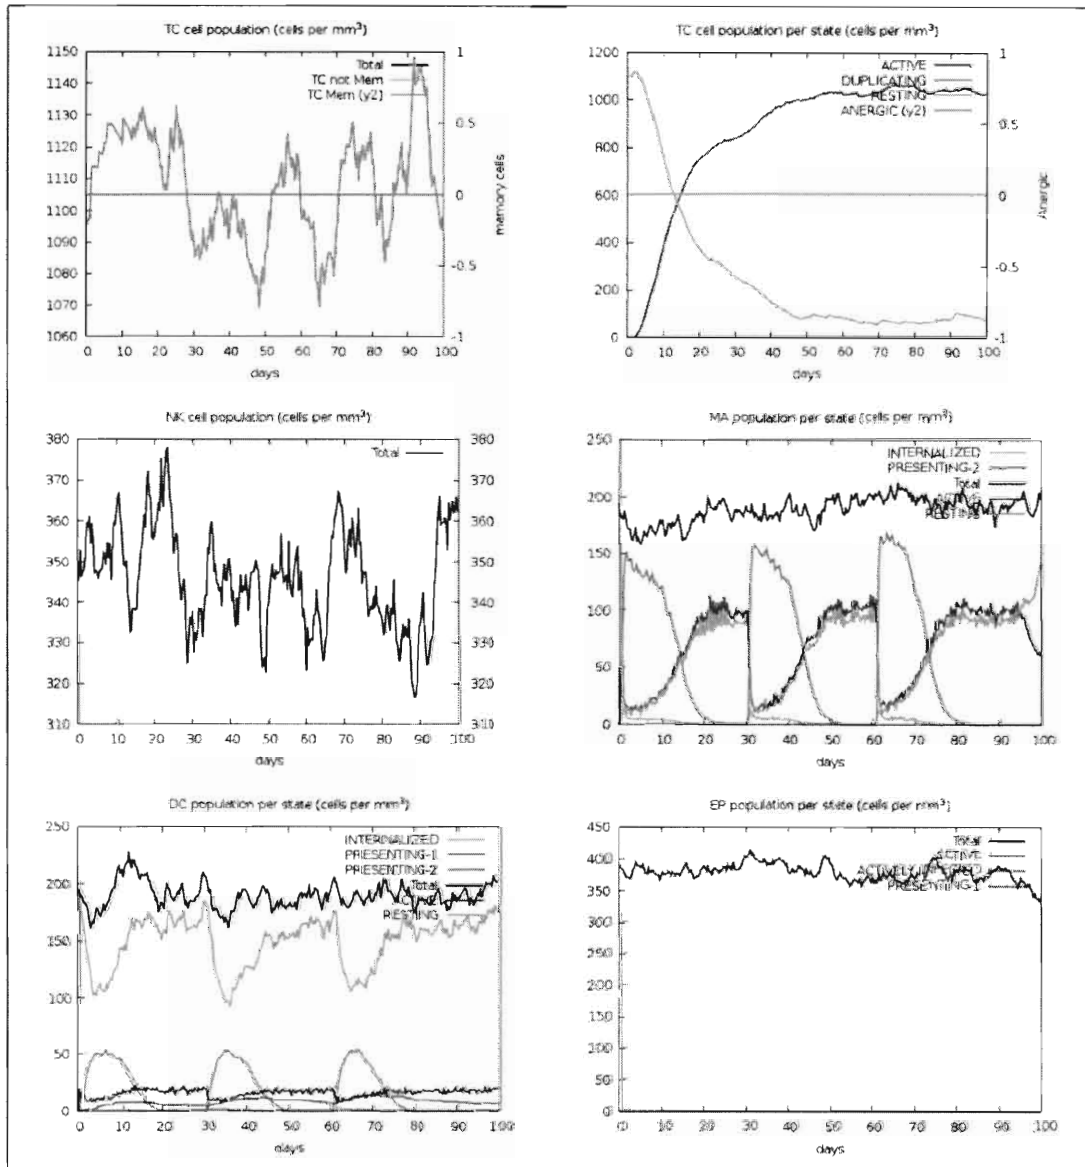 TC cell population (cells per mm³)
1150
1140
1130
1120
1110
1100
1090
1080
1070
1060
Total
TC not Mem
TC Mem (y2)
1
0.5
0
-0.5
-1
memory cells
0 10 20 30 40 50 60 70 80 90 100
days
TC cell population per state (cells per mm³)
1200
1000
800
600
400
200
0
ACTIVE
DUPLICATING
RESTING
ANERGIC (y2)
1
0.5
0
-0.5
-1
Anergic
0 10 20 30 40 50 60 70 80 90 100
days
NK cell population (cells per mm³)
380
370
360
350
340
330
320
310
Total
380
370
360
350
340
330
320
310
0 10 20 30 40 50 60 70 80 90 100
days
MA population per state (cells per mm³)
250
200
150
100
50
0
INTERNALIZED
PRESENTING-2
Total
ACTIVE
RESTING
0 10 20 30 40 50 60 70 80 90 100
days
DC population per state (cells per mm³)
250
200
150
100
50
0
INTERNALIZED
PRESENTING-1
PRESENTING-2
Total
ACTIVE
RESTING
0 10 20 30 40 50 60 70 80 90 100
days
EP population per state (cells per mm³)
450
400
350
300
250
200
150
100
50
0
Total
ACTIVE
ACTIVELY INFECTED
PRESENTING-1
0 10 20 30 40 50 60 70 80 90 100
days